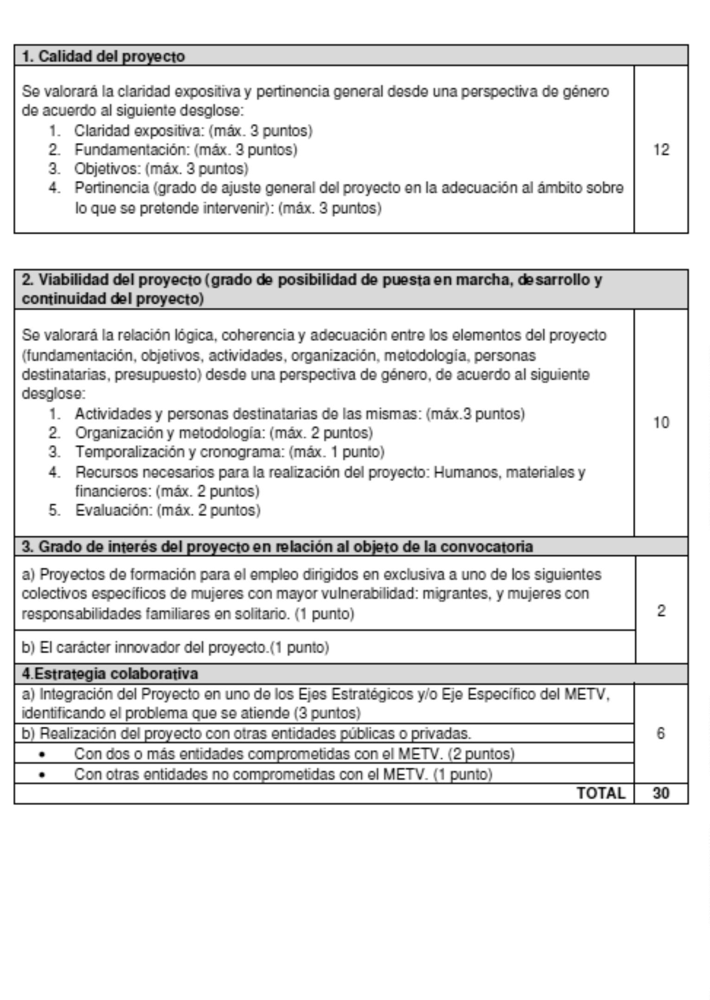 1. Calidad del proyecto
Se valorará la claridad expositiva y pertinencia general desde una perspectiva de género
de acuerdo al siguiente desglose:
1. Claridad expositiva: (máx. 3 puntos)
2. Fundamentación: (máx. 3 puntos)
3. Objetivos: (máx. 3 puntos)
4. Pertinencia (grado de ajuste general del proyecto en la adecuación al ámbito sobre
lo que se pretende intervenir): (máx. 3 puntos)
12
2. Viabilidad del proyecto (grado de posibilidad de puesta en marcha, desarrollo y
continuidad del proyecto)
Se valorará la relación lógica, coherencia y adecuación entre los elementos del proyecto
(fundamentación, objetivos, actividades, organización, metodología, personas
destinatarias, presupuesto) desde una perspectiva de género, de acuerdo al siguiente
desglose:
1. Actividades y personas destinatarias de las mismas: (máx.3 puntos)
2. Organización y metodología: (máx. 2 puntos)
3. Temporalización y cronograma: (máx. 1 punto)
4. Recursos necesarios para la realización del proyecto: Humanos, materiales y
financieros: (máx. 2 puntos)
5. Evaluación: (máx. 2 puntos)
10
3. Grado de interés del proyecto en relación al objeto de la convocatoria
a) Proyectos de formación para el empleo dirigidos en exclusiva a uno de los siguientes
colectivos específicos de mujeres con mayor vulnerabilidad: migrantes, y mujeres con
responsabilidades familiares en solitario. (1 punto)
2
b) El carácter innovador del proyecto.(1 punto)
4.Estrategia colaborativa
a) Integración del Proyecto en uno de los Ejes Estratégicos y/o Eje Específico del METV,
identificando el problema que se atiende (3 puntos)
b) Realización del proyecto con otras entidades públicas o privadas.
6
• Con dos o más entidades comprometidas con el METV. (2 puntos)
• Con otras entidades no comprometidas con el METV. (1 punto)
TOTAL 30